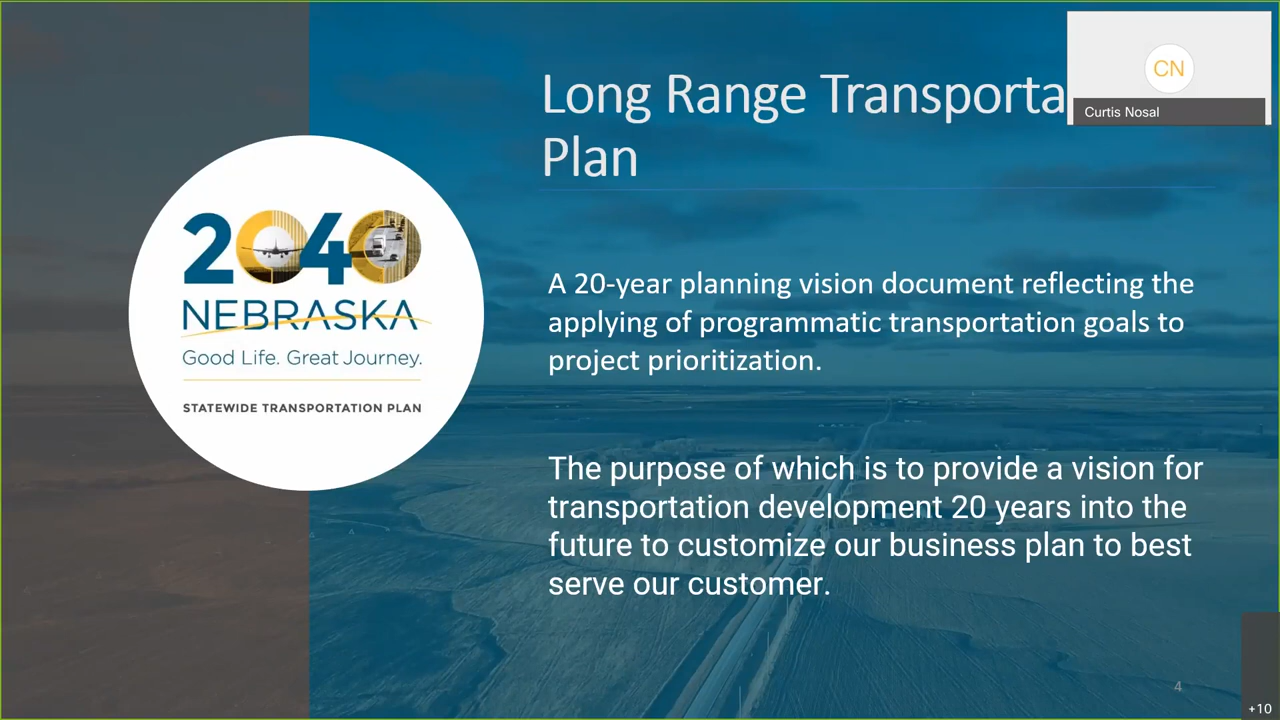 Long Range Transporta
Plan
CN
Curtis Nosal
2040
NEBRASKA
Good Life. Great Journey.
STATEWIDE TRANSPORTATION PLAN
A 20-year planning vision document reflecting the
applying of programmatic transportation goals to
project prioritization.
The purpose of which is to provide a vision for
transportation development 20 years into the
future to customize our business plan to best
serve our customer.
4
+10